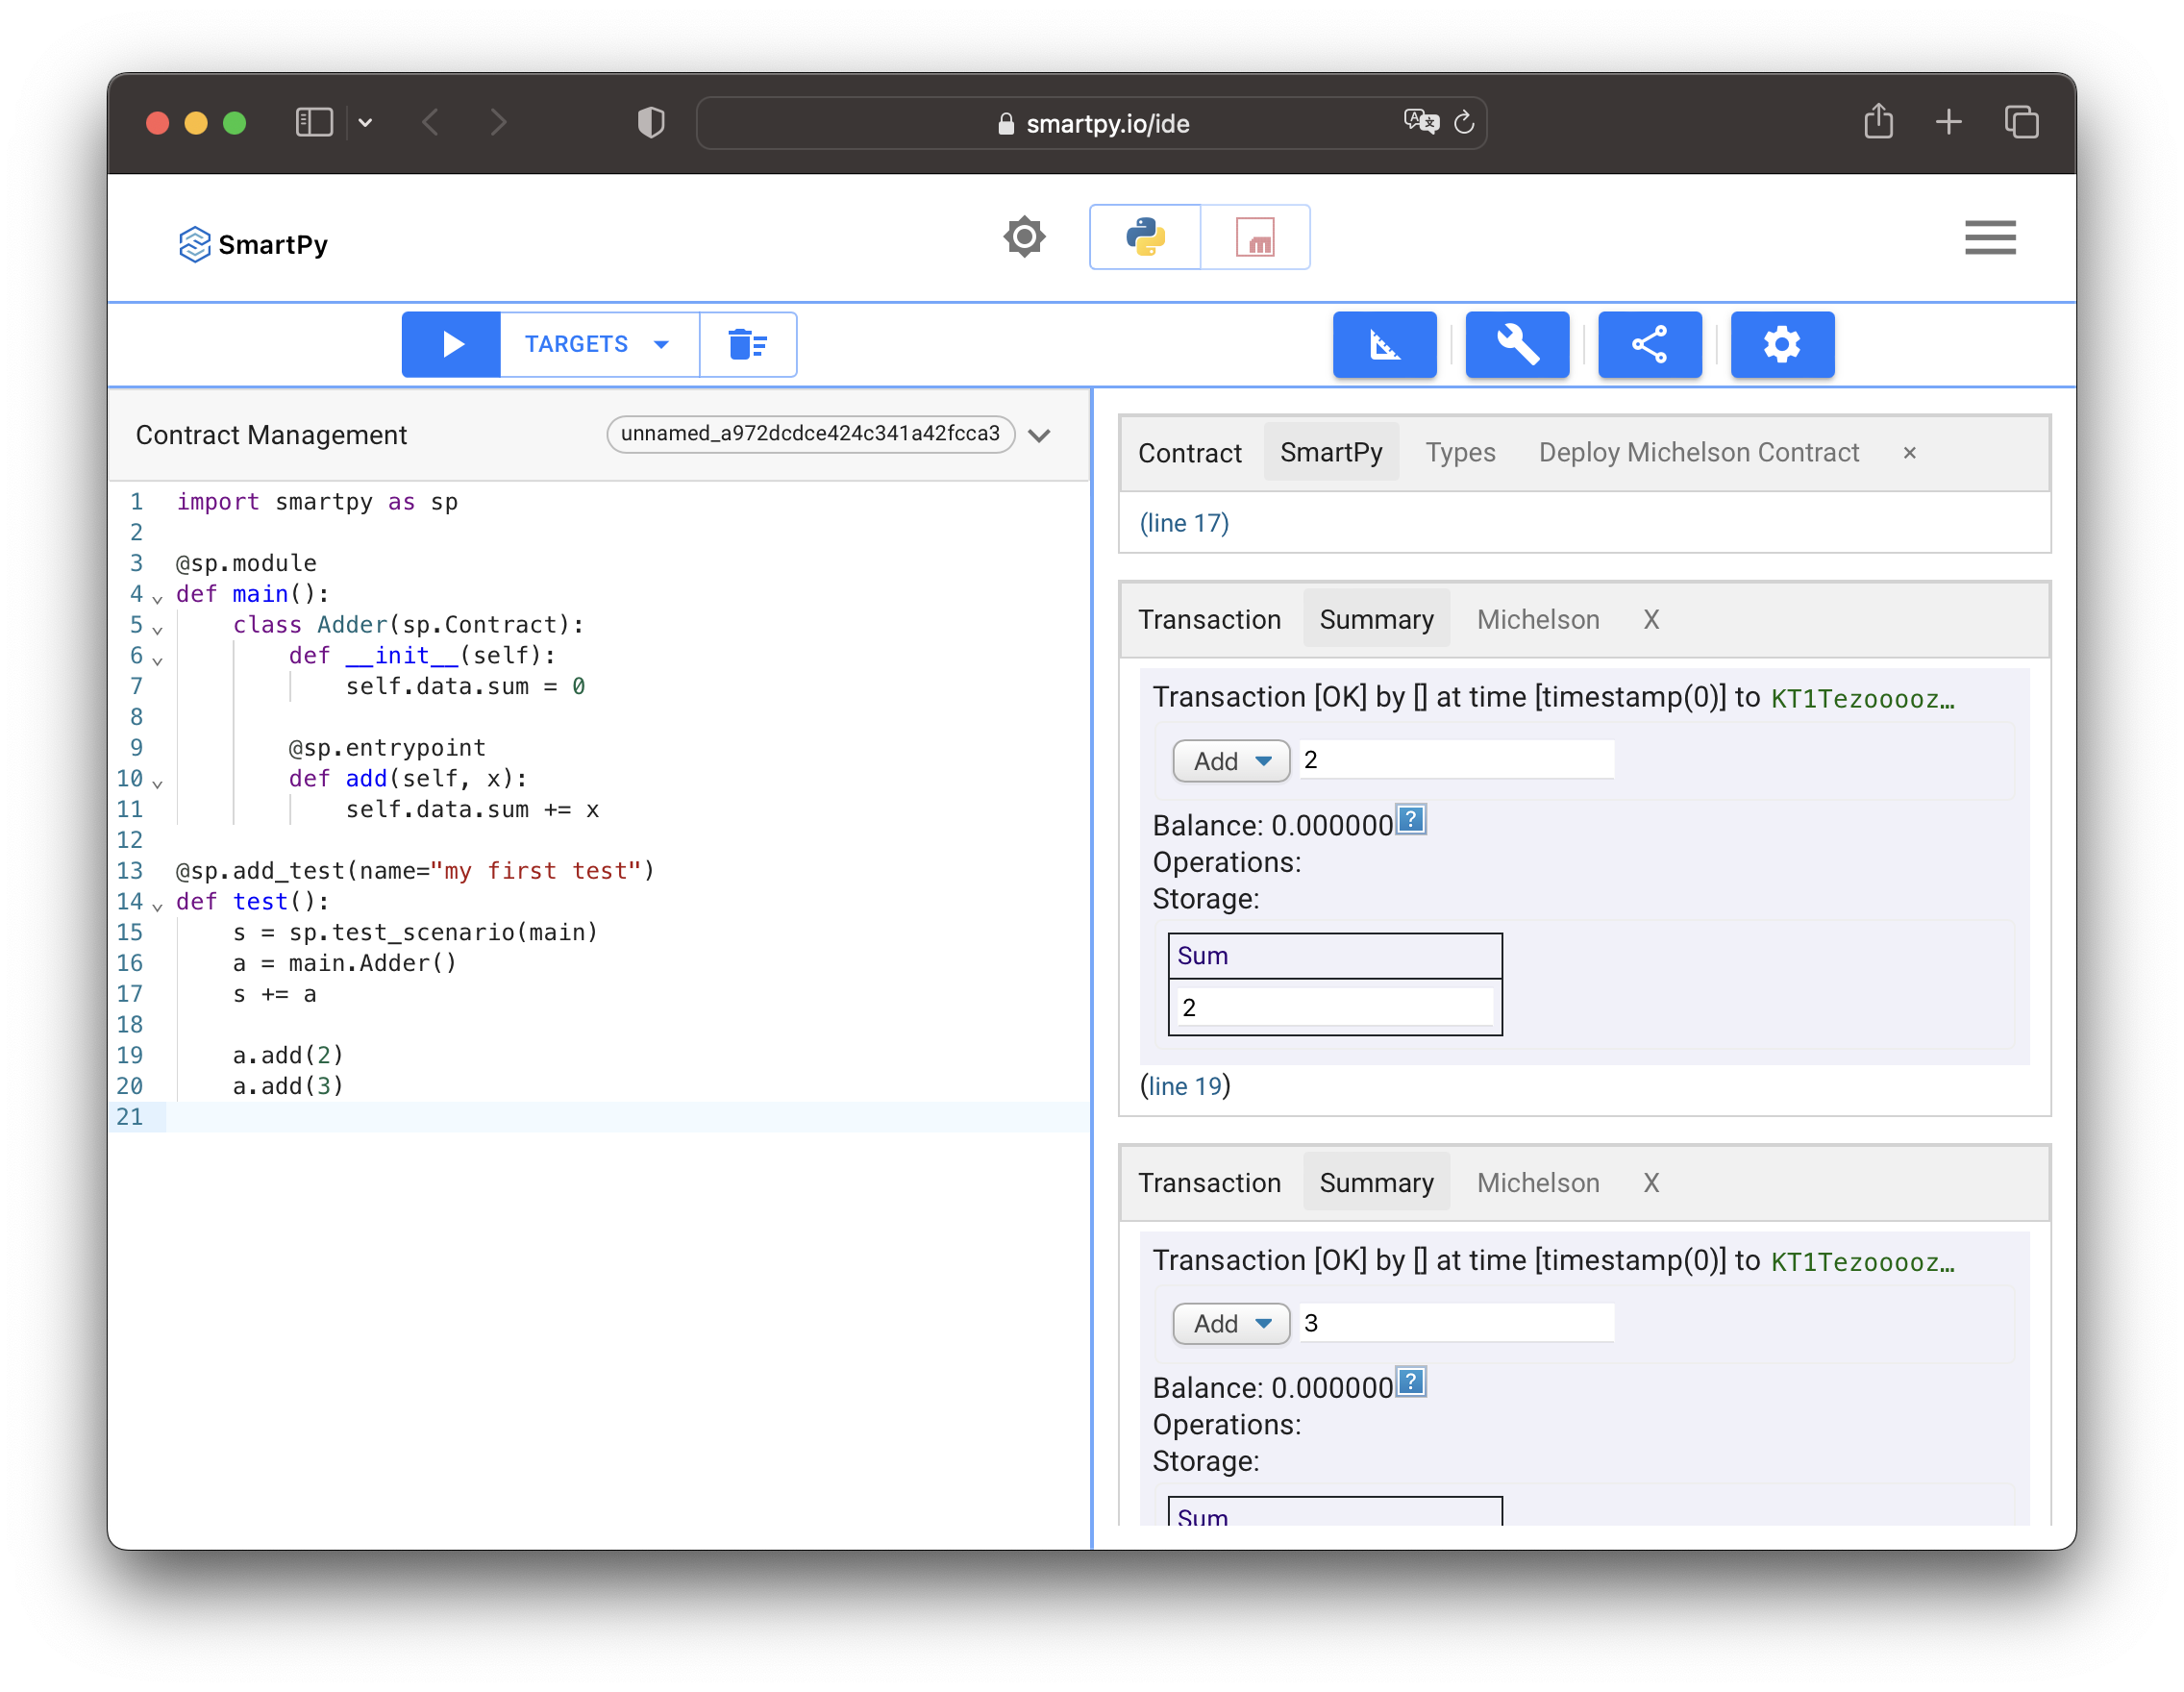 smartpy.io/ide
SmartPy
TARGETS
Contract Management
unnamed_a972dcdce424c341a42fcca3
1 import smartpy as sp
2
3 @sp.module
4 def main():
5     class Adder(sp.Contract):
6         def __init__(self):
7             self.data.sum = 0
8
9         @sp.entrypoint
10         def add(self, x):
11             self.data.sum += x
12
13 @sp.add_test(name="my first test")
14 def test():
15     s = sp.test_scenario(main)
16     a = main.Adder()
17     s += a
18
19     a.add(2)
20     a.add(3)
21
Contract SmartPy Types Deploy Michelson Contract ×
(line 17)
Transaction Summary Michelson X
Transaction [OK] by [] at time [timestamp(0)] to KT1Tezooooz…
Add 2
Balance: 0.000000 ?
Operations:
Storage:
Sum
2
(line 19)
Transaction Summary Michelson X
Transaction [OK] by [] at time [timestamp(0)] to KT1Tezooooz…
Add 3
Balance: 0.000000 ?
Operations:
Storage:
Sum